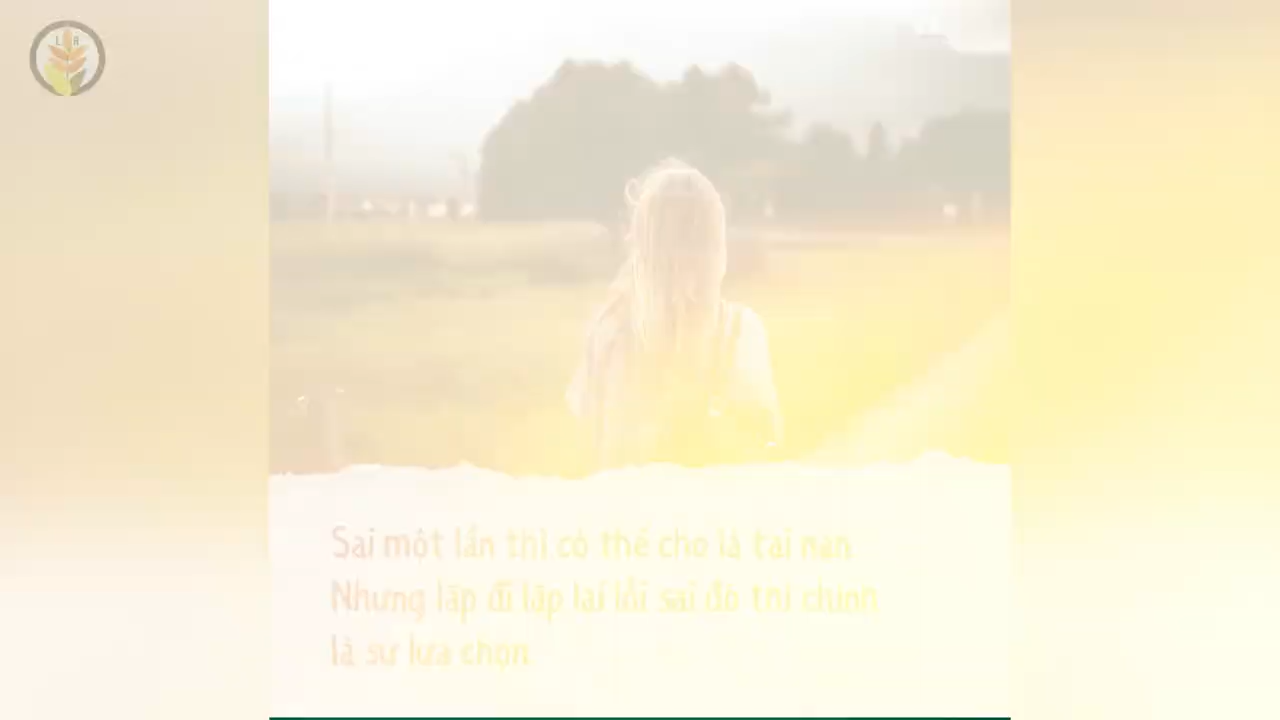 L R
Sai một lần thì có thể cho là tai nạn
Nhưng lặp đi lặp lại lỗi sai đó thì chính
là sự lựa chọn